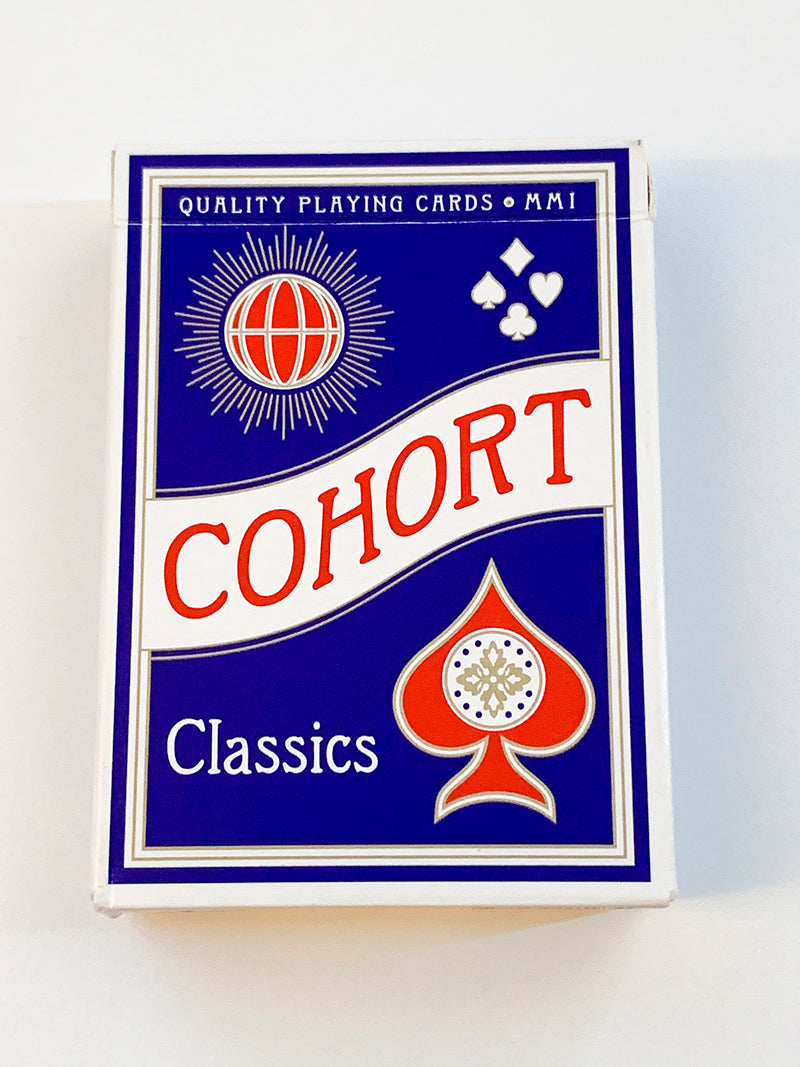 QUALITY PLAYING CARDS • MMI
COHORT
Classics